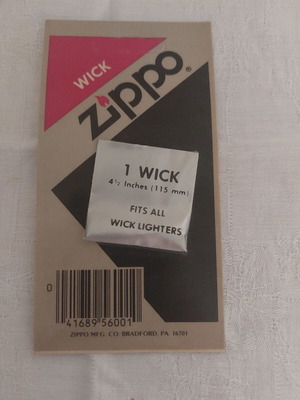 WICK
zippo®
1 WICK
4½ Inches (115 mm)
FITS ALL
WICK LIGHTERS
0
41689 56001
ZIPPO MFG. CO. BRADFORD, PA 16701